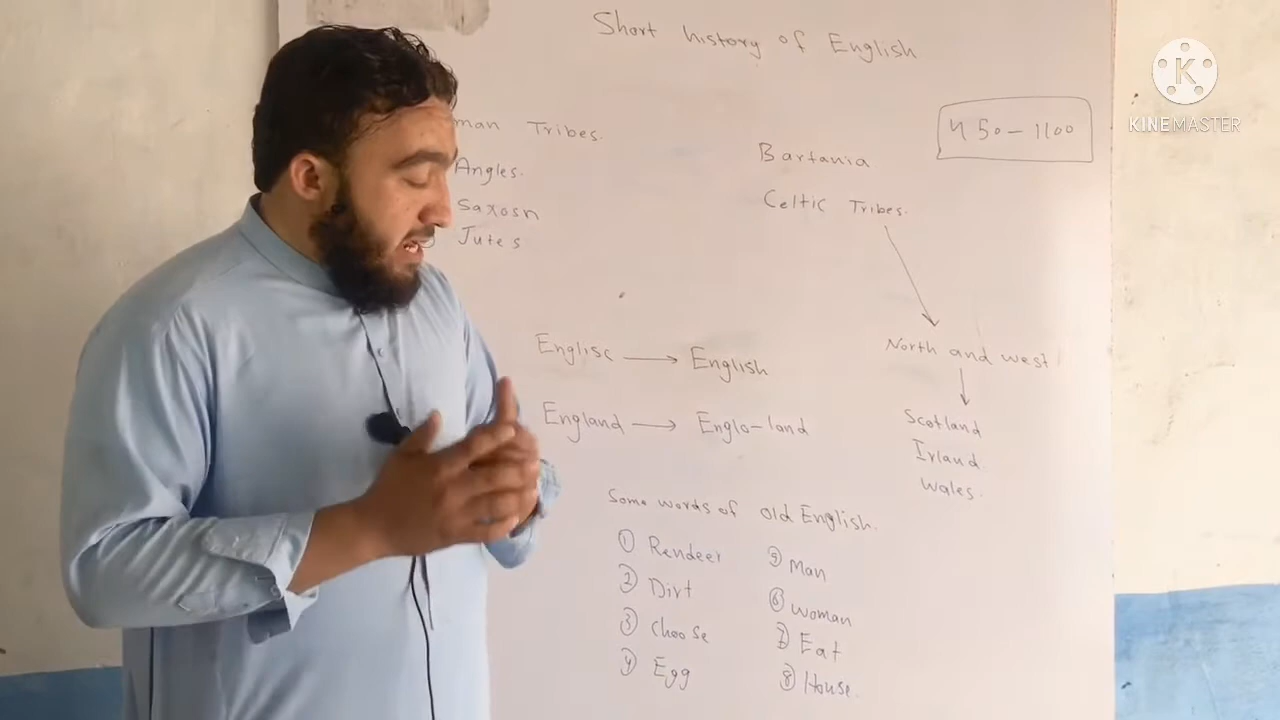 Short history of English
KINEMASTER
man Tribes.
Angles.
Saxosn
Jutes
Bartania
Celtic Tribes.
450-1100
North and west
Scotland
Irland
Wales.
Englisc → English
England → Engla-land
Some words of old English.
① Rendeer
② Dirt
③ Choose
④ Egg
⑤ Man
⑥ Woman
⑦ Eat
⑧ House.